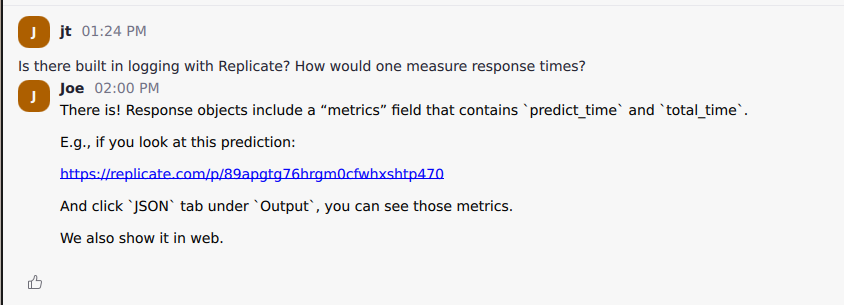 J
jt 01:24 PM
Is there built in logging with Replicate? How would one measure response times?
J
Joe 02:00 PM
There is! Response objects include a “metrics” field that contains `predict_time` and `total_time`.
E.g., if you look at this prediction:
https://replicate.com/p/89apgtg76hrgm0cfwhxshtp470
And click `JSON` tab under `Output`, you can see those metrics.
We also show it in web.